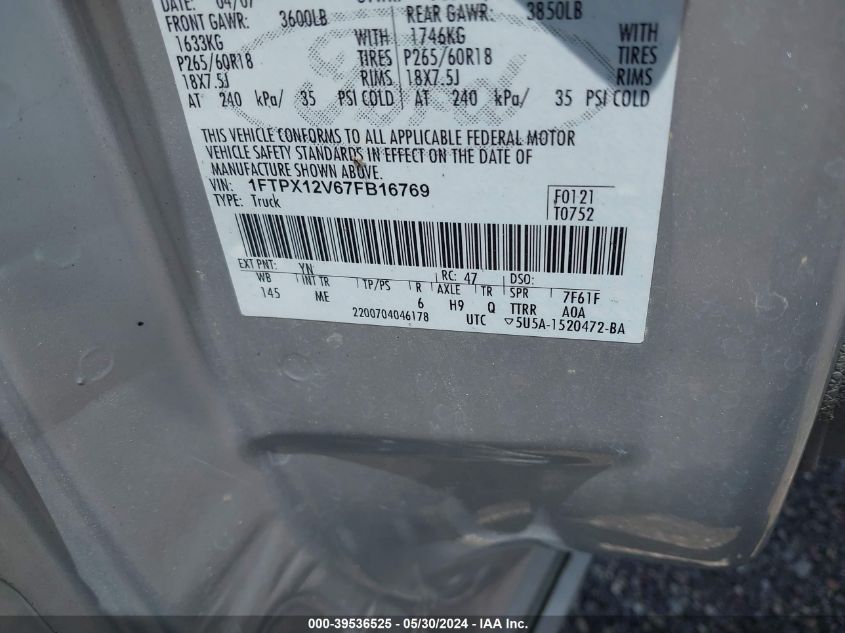 DATE: 04/07
FRONT GAWR: 3600LB REAR GAWR: 3850LB
1633KG WITH 1746KG WITH
P265/60R18 TIRES P265/60R18 TIRES
18X7.5J RIMS 18X7.5J RIMS
AT 240 kPa/ 35 PSI COLD AT 240 kPa/ 35 PSI COLD
THIS VEHICLE CONFORMS TO ALL APPLICABLE FEDERAL MOTOR
VEHICLE SAFETY STANDARDS IN EFFECT ON THE DATE OF
MANUFACTURE SHOWN ABOVE.
VIN: 1FTPX12V67FB16769
TYPE: Truck
F0121
T0752
EXT PNT: YN RC: 47 DSO:
WB INT TR TP/PS R AXLE TR SPR 7F61F
145 ME 6 H9 Q TTRR A0A
2200704046178 UTC ▽5U5A-1520472-BA
000-39536525 - 05/30/2024 - IAA Inc.